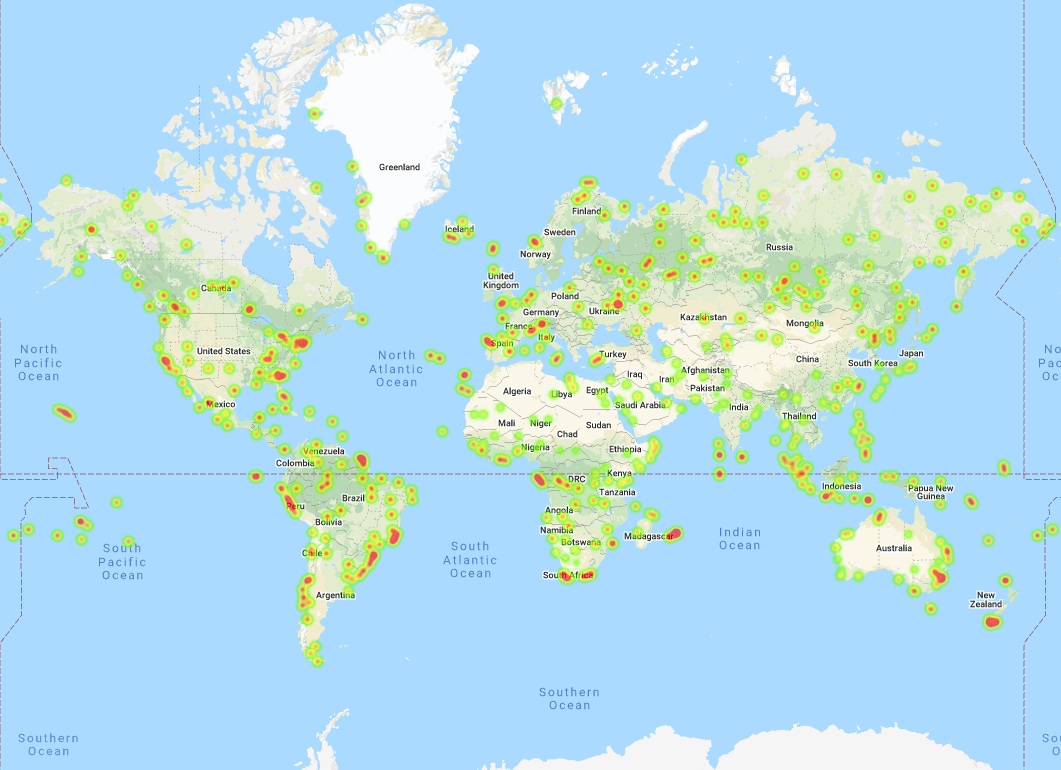 Greenland
Iceland
Finland
Sweden
Norway
Russia
Canada
United
Kingdom
Poland
Germany
Ukraine
France
Kazakhstan
Mongolia
Spain
Italy
United States
Turkey
China
South Korea
Japan
North
Pacific
Ocean
North
Atlantic
Ocean
Afghanistan
Iraq
Iran
Pakistan
Algeria
Libya
Egypt
Saudi Arabia
Mexico
India
Thailand
Mali
Niger
Chad
Sudan
Nigeria
Ethiopia
Venezuela
Colombia
Kenya
DRC
Tanzania
Indonesia
Papua New
Guinea
Peru
Brazil
Bolivia
Angola
Namibia
Botswana
Madagascar
Indian
Ocean
South
Pacific
Ocean
South
Atlantic
Ocean
Chile
Australia
South Africa
Argentina
New
Zealand
Southern
Ocean
Southern
Ocean